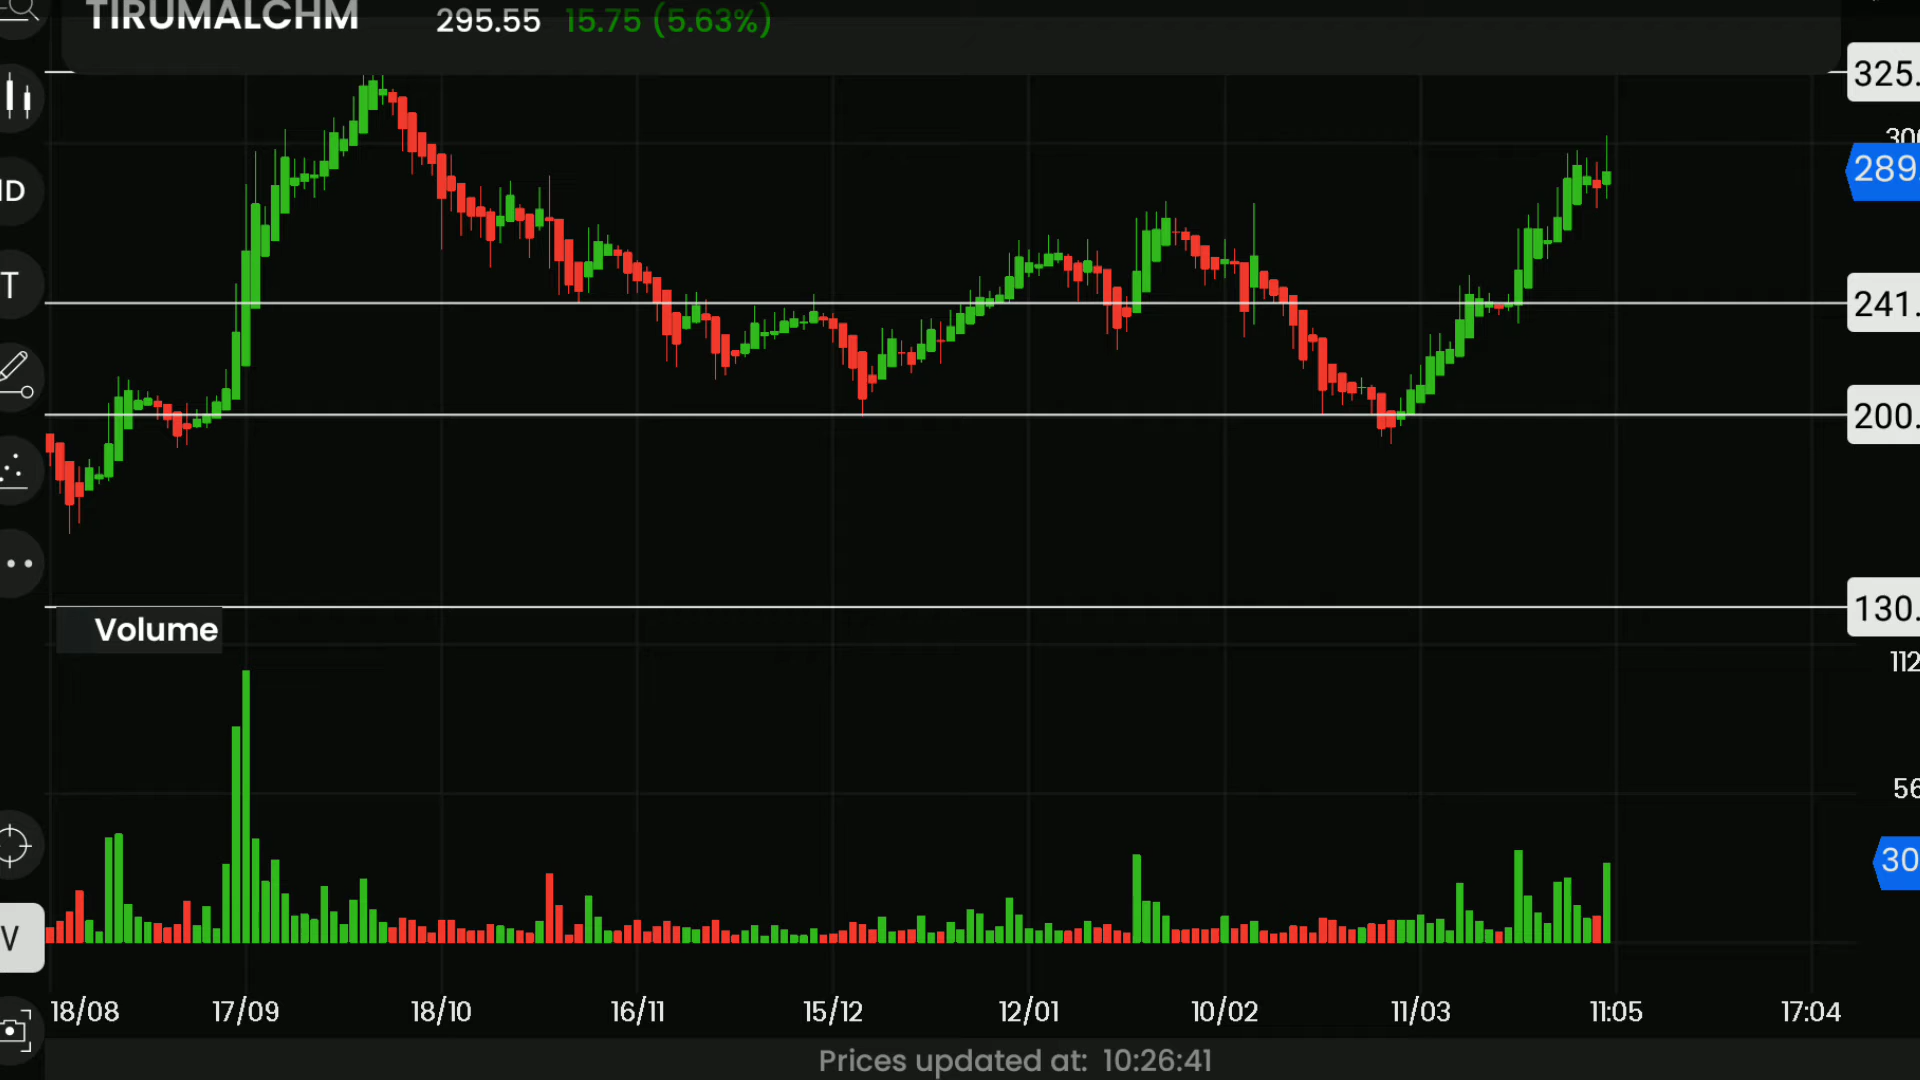 TIRUMALCHM 295.55 15.75 (5.63%)
325.
300
ID
289.
T
241.
200.
130.
Volume
112
56
30
V
18/08 17/09 18/10 16/11 15/12 12/01 10/02 11/03 11:05 17:04
Prices updated at: 10:26:41